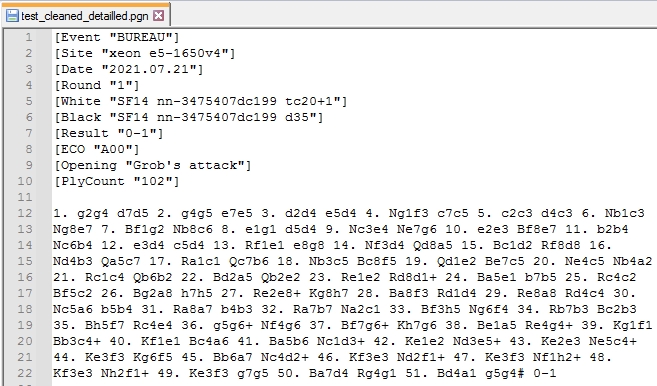 test_cleaned_detailled.pgn
1 [Event "BUREAU"]
2 [Site "xeon e5-1650v4"]
3 [Date "2021.07.21"]
4 [Round "1"]
5 [White "SF14 nn-3475407dc199 tc20+1"]
6 [Black "SF14 nn-3475407dc199 d35"]
7 [Result "0-1"]
8 [ECO "A00"]
9 [Opening "Grob's attack"]
10 [PlyCount "102"]
11
12 1. g2g4 d7d5 2. g4g5 e7e5 3. d2d4 e5d4 4. Ng1f3 c7c5 5. c2c3 d4c3 6. Nb1c3
13 Ng8e7 7. Bf1g2 Nb8c6 8. e1g1 d5d4 9. Nc3e4 Ne7g6 10. e2e3 Bf8e7 11. b2b4
14 Nc6b4 12. e3d4 c5d4 13. Rf1e1 e8g8 14. Nf3d4 Qd8a5 15. Bc1d2 Rf8d8 16.
15 Nd4b3 Qa5c7 17. Ra1c1 Qc7b6 18. Nb3c5 Bc8f5 19. Qd1e2 Be7c5 20. Ne4c5 Nb4a2
16 21. Rc1c4 Qb6b2 22. Bd2a5 Qb2e2 23. Re1e2 Rd8d1+ 24. Ba5e1 b7b5 25. Rc4c2
17 Bf5c2 26. Bg2a8 h7h5 27. Re2e8+ Kg8h7 28. Ba8f3 Rd1d4 29. Re8a8 Rd4c4 30.
18 Nc5a6 b5b4 31. Ra8a7 b4b3 32. Ra7b7 Na2c1 33. Bf3h5 Ng6f4 34. Rb7b3 Bc2b3
19 35. Bh5f7 Rc4e4 36. g5g6+ Nf4g6 37. Bf7g6+ Kh7g6 38. Be1a5 Re4g4+ 39. Kg1f1
20 Bb3c4+ 40. Kf1e1 Bc4a6 41. Ba5b6 Nc1d3+ 42. Ke1e2 Nd3e5+ 43. Ke2e3 Ne5c4+
21 44. Ke3f3 Kg6f5 45. Bb6a7 Nc4d2+ 46. Kf3e3 Nd2f1+ 47. Ke3f3 Nf1h2+ 48.
22 Kf3e3 Nh2f1+ 49. Ke3f3 g7g5 50. Ba7d4 Rg4g1 51. Bd4a1 g5g4# 0-1